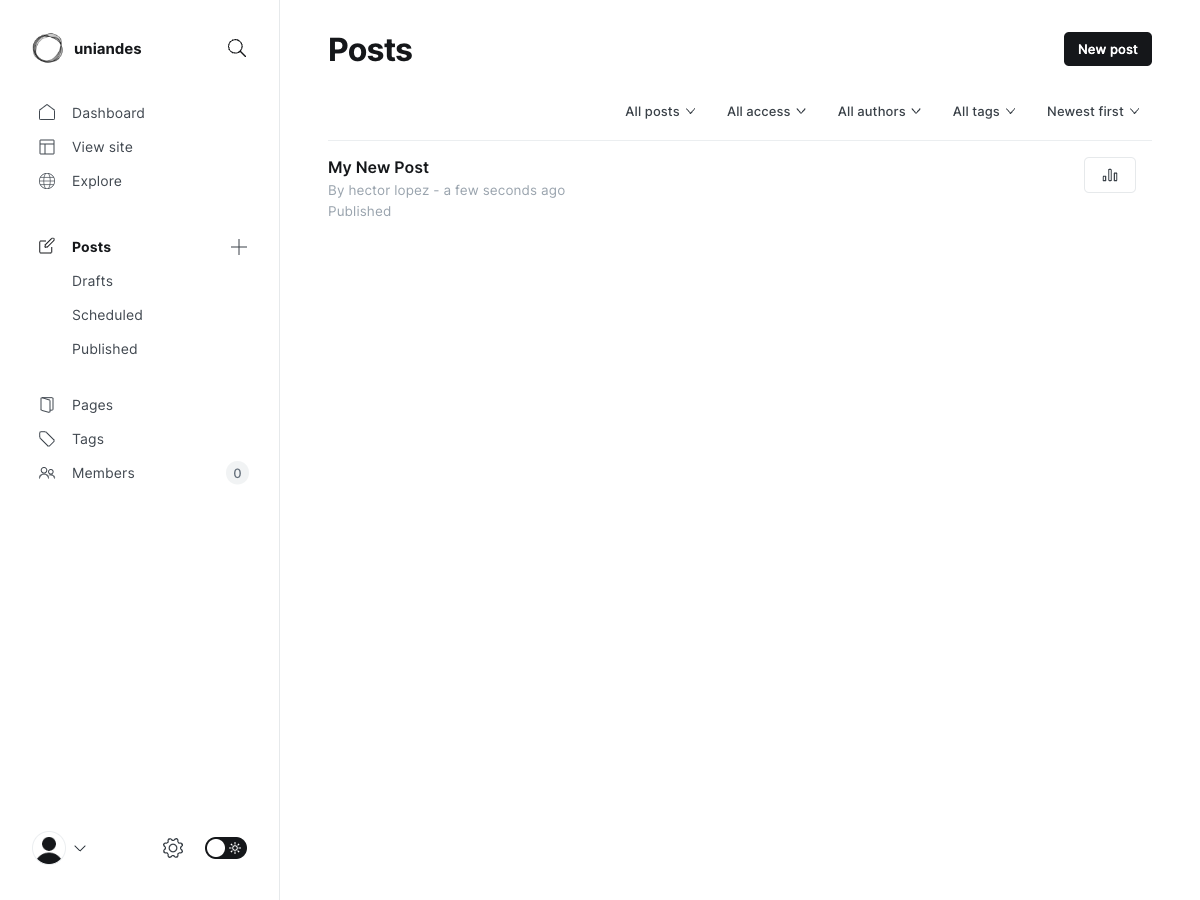 uniandes
Dashboard
View site
Explore
Posts
Drafts
Scheduled
Published
Pages
Tags
Members 0
Posts
New post
All posts All access All authors All tags Newest first
My New Post
By hector lopez - a few seconds ago
Published